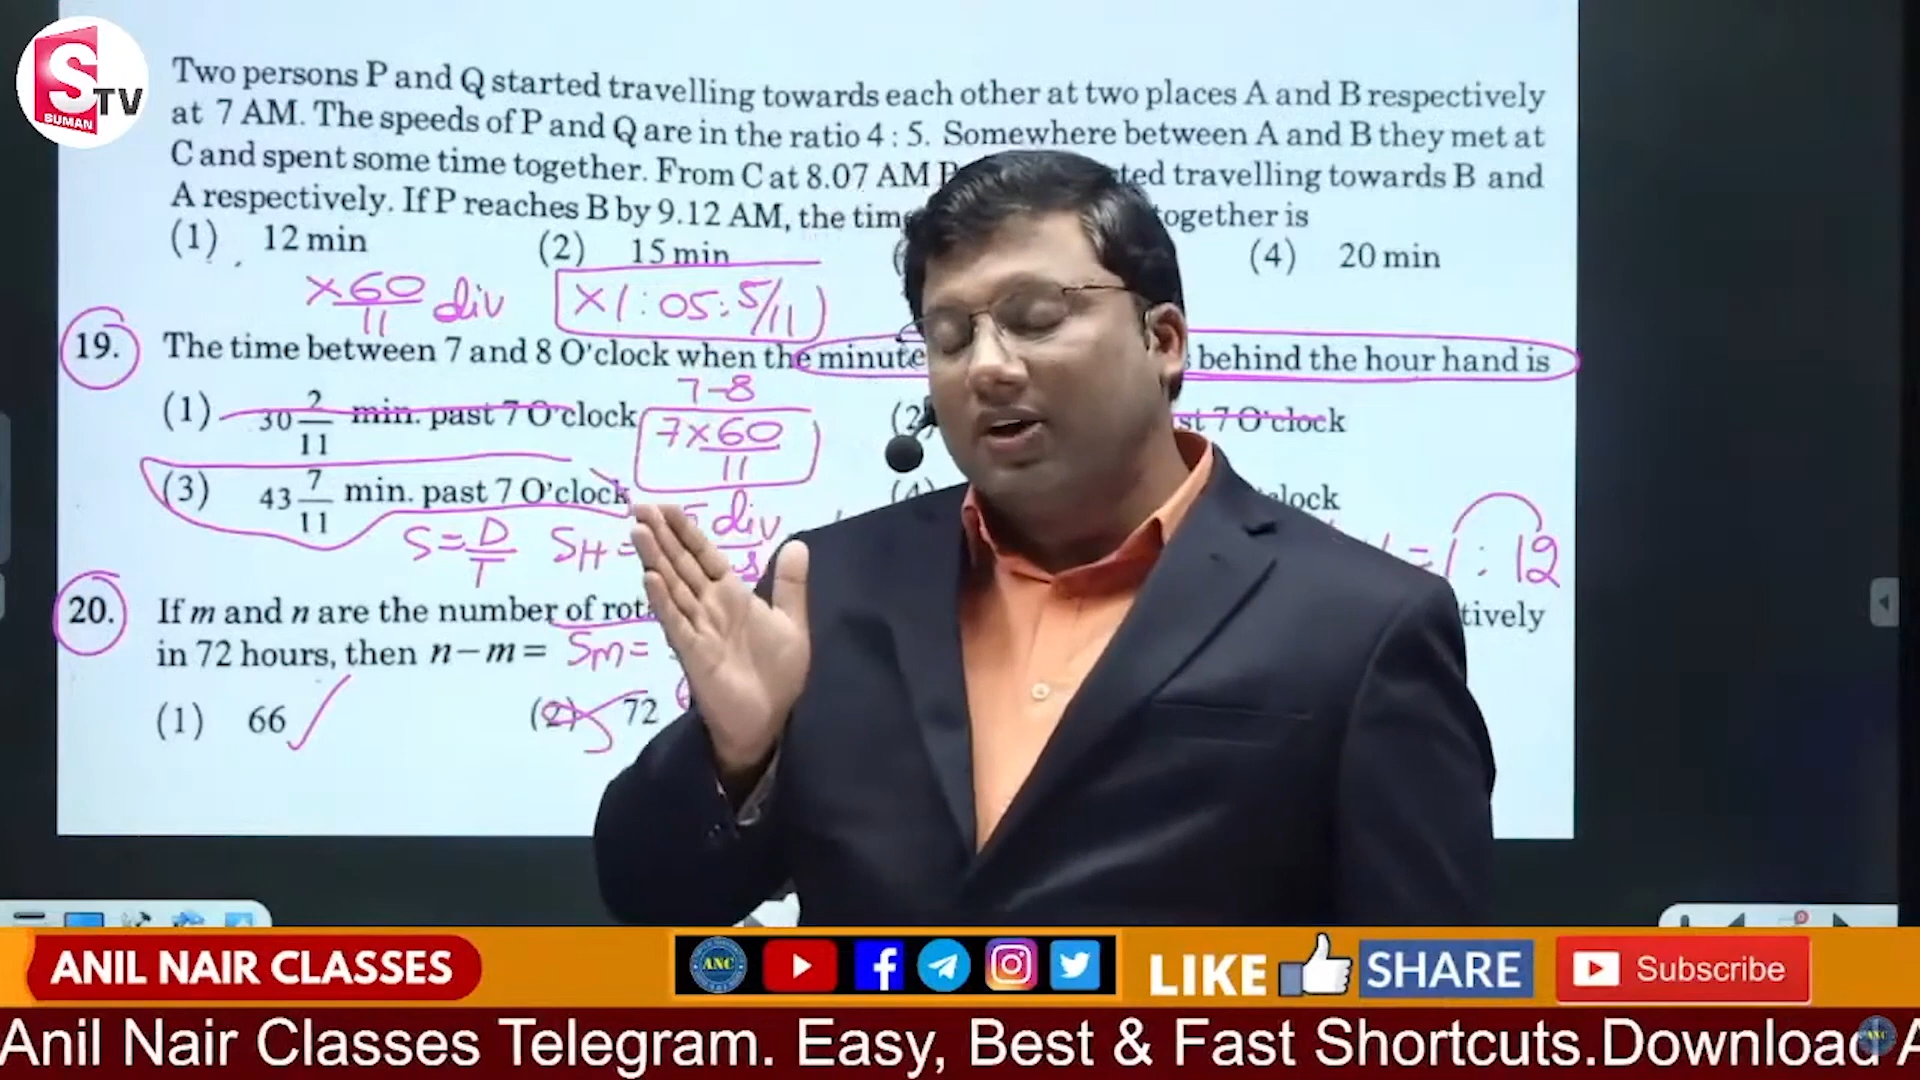 S TV
SUMAN
Two persons P and Q started travelling towards each other at two places A and B respectively
at 7 AM. The speeds of P and Q are in the ratio 4 : 5. Somewhere between A and B they met at
C and spent some time together. From C at 8.07 AM ted travelling towards B and
A respectively. If P reaches B by 9.12 AM, the time together is
(1) 12 min (2) 15 min (4) 20 min
×60/11 div ×1:05:5/11
19. The time between 7 and 8 O'clock when the minute behind the hour hand is
7-8
(1) 30 2/11 min. past 7 O'clock (2) st 7 O'clock
7×60/11
(3) 43 7/11 min. past 7 O'clock (4) lock
S=D/T SH= div = 1:12
20. If m and n are the number of rot tively
in 72 hours, then n−m= Sm=
(1) 66 (2) 72
ANIL NAIR CLASSES ANC LIKE SHARE Subscribe
Anil Nair Classes Telegram. Easy, Best & Fast Shortcuts. Download A